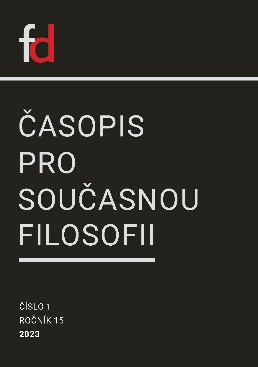 fd
ČASOPIS
PRO
SOUČASNOU
FILOSOFII
ČÍSLO 1
ROČNÍK 15
2023